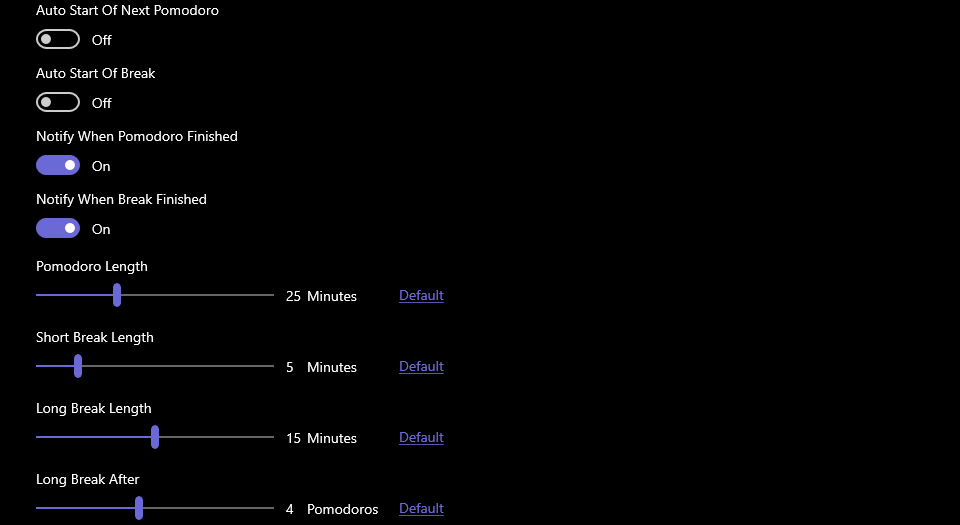 Auto Start Of Next Pomodoro
Off
Auto Start Of Break
Off
Notify When Pomodoro Finished
On
Notify When Break Finished
On
Pomodoro Length
25 Minutes Default
Short Break Length
5 Minutes Default
Long Break Length
15 Minutes Default
Long Break After
4 Pomodoros Default